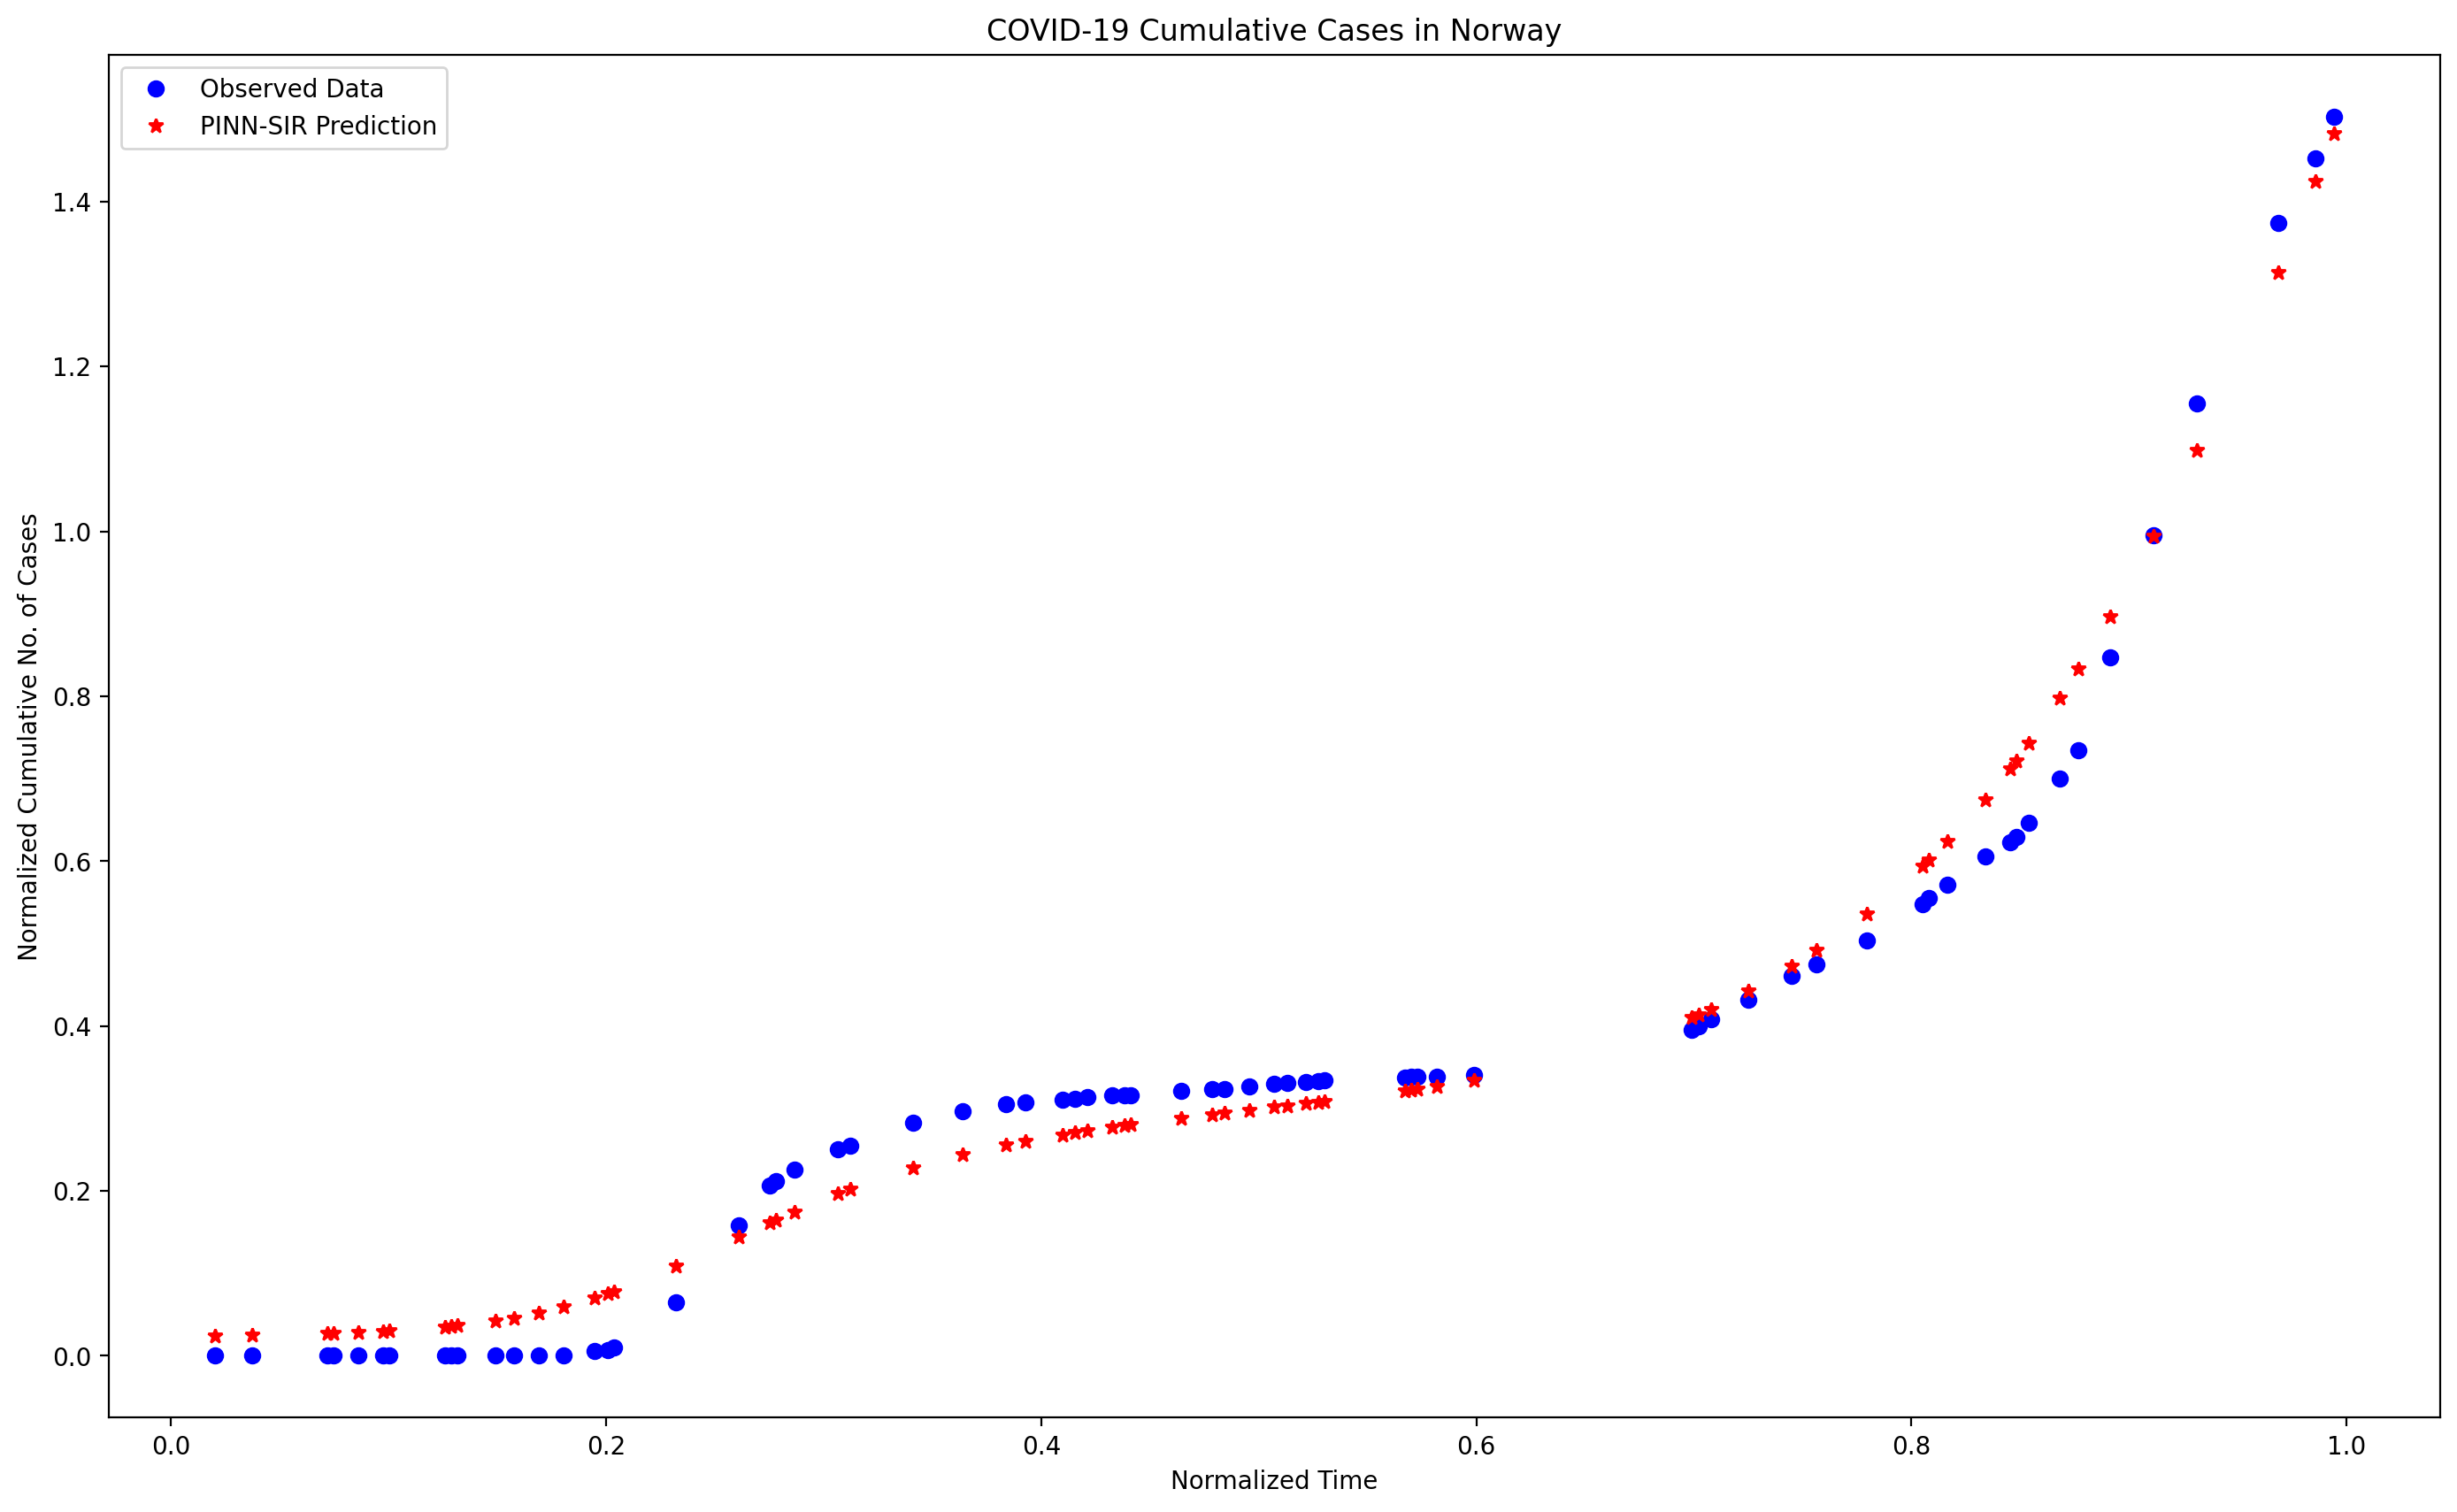 COVID-19 Cumulative Cases in Norway
Observed Data
PINN-SIR Prediction
Normalized Cumulative No. of Cases
1.4
1.2
1.0
0.8
0.6
0.4
0.2
0.0
0.0 0.2 0.4 0.6 0.8 1.0
Normalized Time